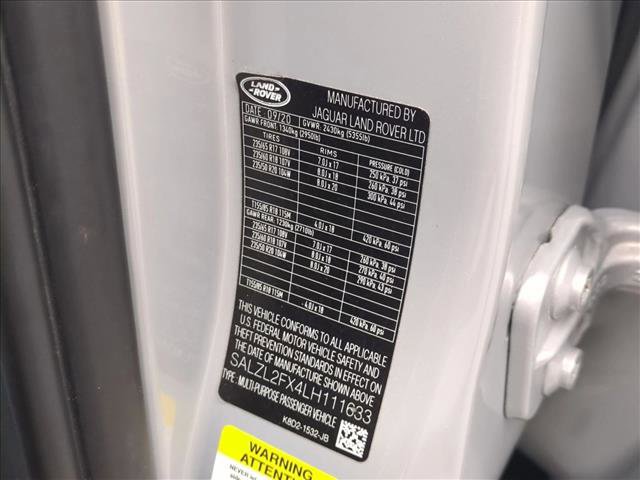 LAND ROVER
MANUFACTURED BY
JAGUAR LAND ROVER LTD
DATE 09/20 GVWR: 2430kg (5355lb)
GAWR FRONT: 1340kg (2950lb)
TIRES RIMS PRESSURE (COLD)
235/65 R17 108V 7.0J x 17 250 kPa, 37 psi
235/60 R18 107V 8.0J x 18 260 kPa, 38 psi
235/50 R20 104W 8.0J x 20 300 kPa, 44 psi
T155/85 R18 115M 4.0J x 18 420 kPa, 60 psi
GAWR REAR: 1230kg (2710lb)
235/65 R17 108V 7.0J x 17 260 kPa, 38 psi
235/60 R18 107V 8.0J x 18 270 kPa, 40 psi
235/50 R20 104W 8.0J x 20 290 kPa, 43 psi
T155/85 R18 115M 4.0J x 18 420 kPa, 60 psi
THIS VEHICLE CONFORMS TO ALL APPLICABLE
U.S. FEDERAL MOTOR VEHICLE SAFETY AND
THEFT PREVENTION STANDARDS IN EFFECT
ON THE DATE OF MANUFACTURE SHOWN ABOVE
SALZL2FX4LH111633
TYPE: MULTI-PURPOSE PASSENGER VEHICLE
K8D2-1532-JB
WARNING
ATTENTI
NEVER